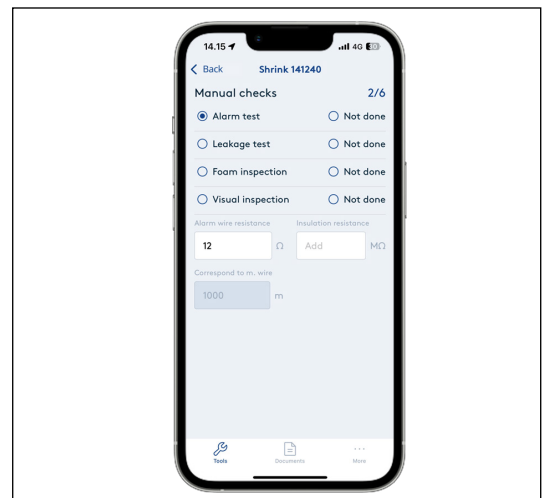 14.15 4G
Back Shrink 141240
Manual checks 2/6
Alarm test Not done
Leakage test Not done
Foam inspection Not done
Visual inspection Not done
Alarm wire resistance Insulation resistance
12 Ω Add MΩ
Correspond to m. wire
1000 m
Tools Documents More